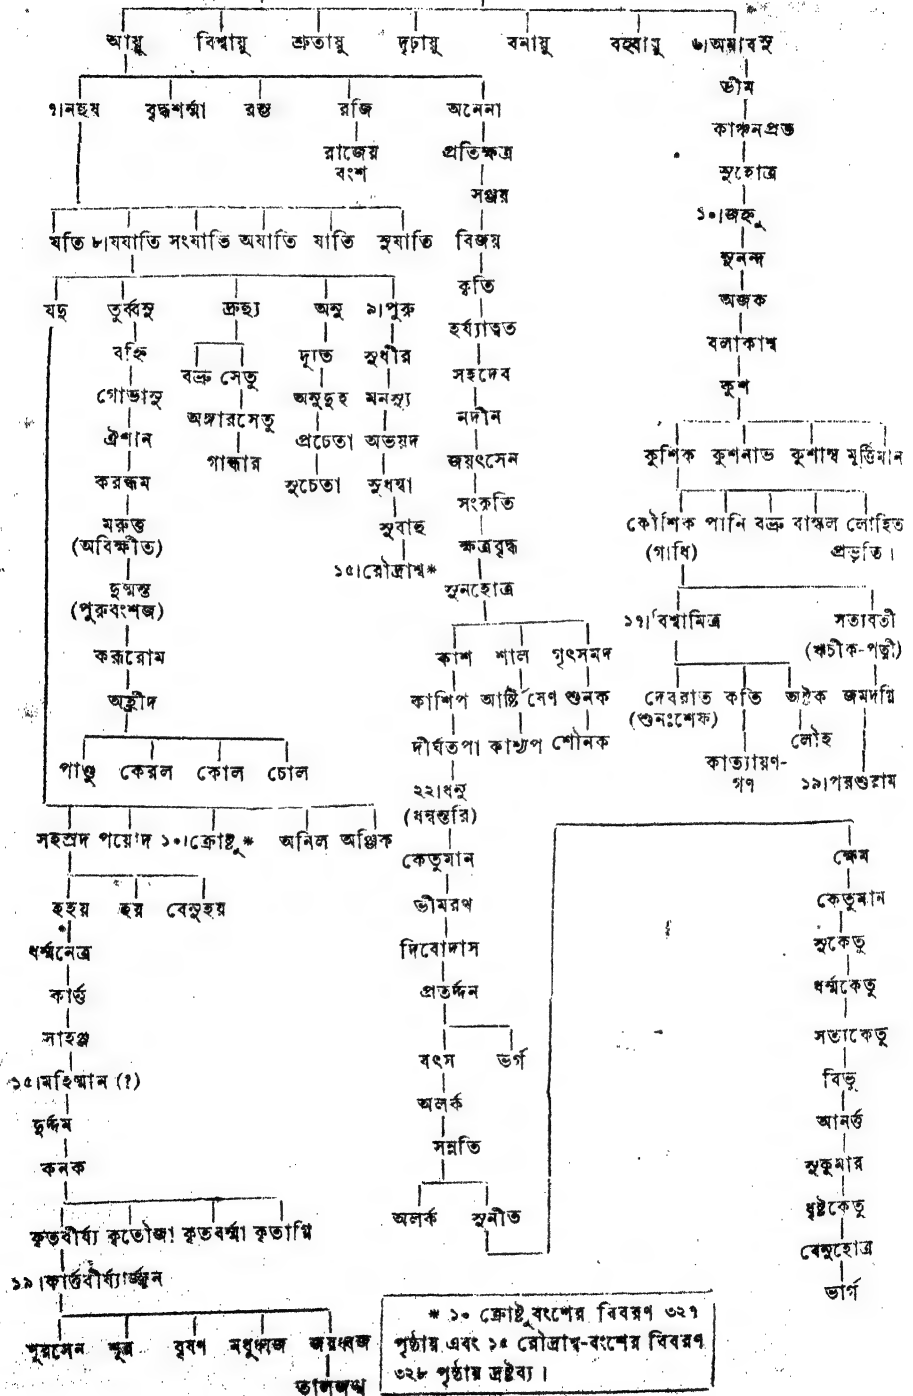 আয়ু বিশ্বায়ু শ্রুতায়ু দৃঢ়ায়ু বনায়ু বহ্বায়ু ৬।অমাবসু
ভীম
৭।নহুষ বৃদ্ধশর্ম্মা রম্ভ রজি অনেনা
কাঞ্চনপ্রভ
রাজেয় প্রতিক্ষত্র
বংশ
সুহোত্র
সঞ্জয়
১০।জহ্নু
যতি ৮।যযাতি সংযাতি অযাতি যাতি সুযাতি বিজয়
সুনন্দ
কৃতি
অজক
যদু তুর্ব্বসু দ্রুহ্যু অনু ৯।পুরু
হর্য্যত্বত
বলাকাশ্ব
বহ্নি দ্যূত সুধীর
সহদেব
বভ্রু সেতু
কুশ
গোভানু অনুদুহ মনস্যু
নদীন
অঙ্গারসেতু
ঐশান প্রচেতা অভয়দ
কুশিক কুশনাভ কুশাম্ব মূর্ত্তিমান
গান্ধার জয়ৎসেন
করন্ধম সুচেতা সুধন্বা
সংকৃতি
মরুত্ত সুবাহু
(অবিক্ষীত)
কৌশিক পানি বভ্রু বাস্কল লোহিত
(গাধি) প্রভৃতি।
ক্ষত্রবৃদ্ধ
১৫।রৌদ্রাশ্ব*
দুষ্মন্ত
(পুরুবংশজ)
সুনহোত্র
১৭।বিশ্বামিত্র সত্যবতী
(ঋচীক-পত্নী)
করূরোম কাশ শাল গৃৎসমদ
অহ্রীদ কাশিপ আর্ষ্টিষেণ শুনক
দেবরাত কতি অষ্টক জমদগ্নি
(শুনঃশেফ)
দীর্ঘতপা কাশ্যপ শৌনক
লৌহ
পাণ্ডু কেরল কোল চোল
কাত্যায়ণ-
গণ
১৯।পরশুরাম
২২।ধনু
(ধন্বন্তরি)
সহস্রদ পয়োদ ১০।ক্রোষ্টু* অনিল অঞ্জিক
কেতুমান
ক্ষেম
হহয় হয় বেনুহয়
ভীমরথ
কেতুমান
ধর্ম্মনেত্র দিবোদাস
সুকেতু
কার্ত্ত প্রতর্দ্দন
ধর্ম্মকেতু
সাহঞ্জ
সত্যকেতু
বৎস ভর্গ
১৫।মহিষ্মান (?)
বিভু
অলর্ক
দুর্দ্দম
আনর্ত্ত
সন্নতি
কনক
সুকুমার
অলর্ক সুনীত
ধৃষ্টকেতু
কৃতবীর্য্য কৃতৌজা কৃতবর্ম্মা কৃতাগ্নি
বেনুহোত্র
১৯।কার্ত্তবীর্য্যার্জ্জুন
ভার্গ
শূরসেন শূর বৃষণ মধুধ্বজ জয়ধ্বজ
তালজঙ্ঘ
* ১০ ক্রোষ্টু বংশের বিবরণ ৩২৭
পৃষ্ঠায় এবং ১৫ রৌদ্রাশ্ব-বংশের বিবরণ
৩২৮ পৃষ্ঠায় দ্রষ্টব্য।